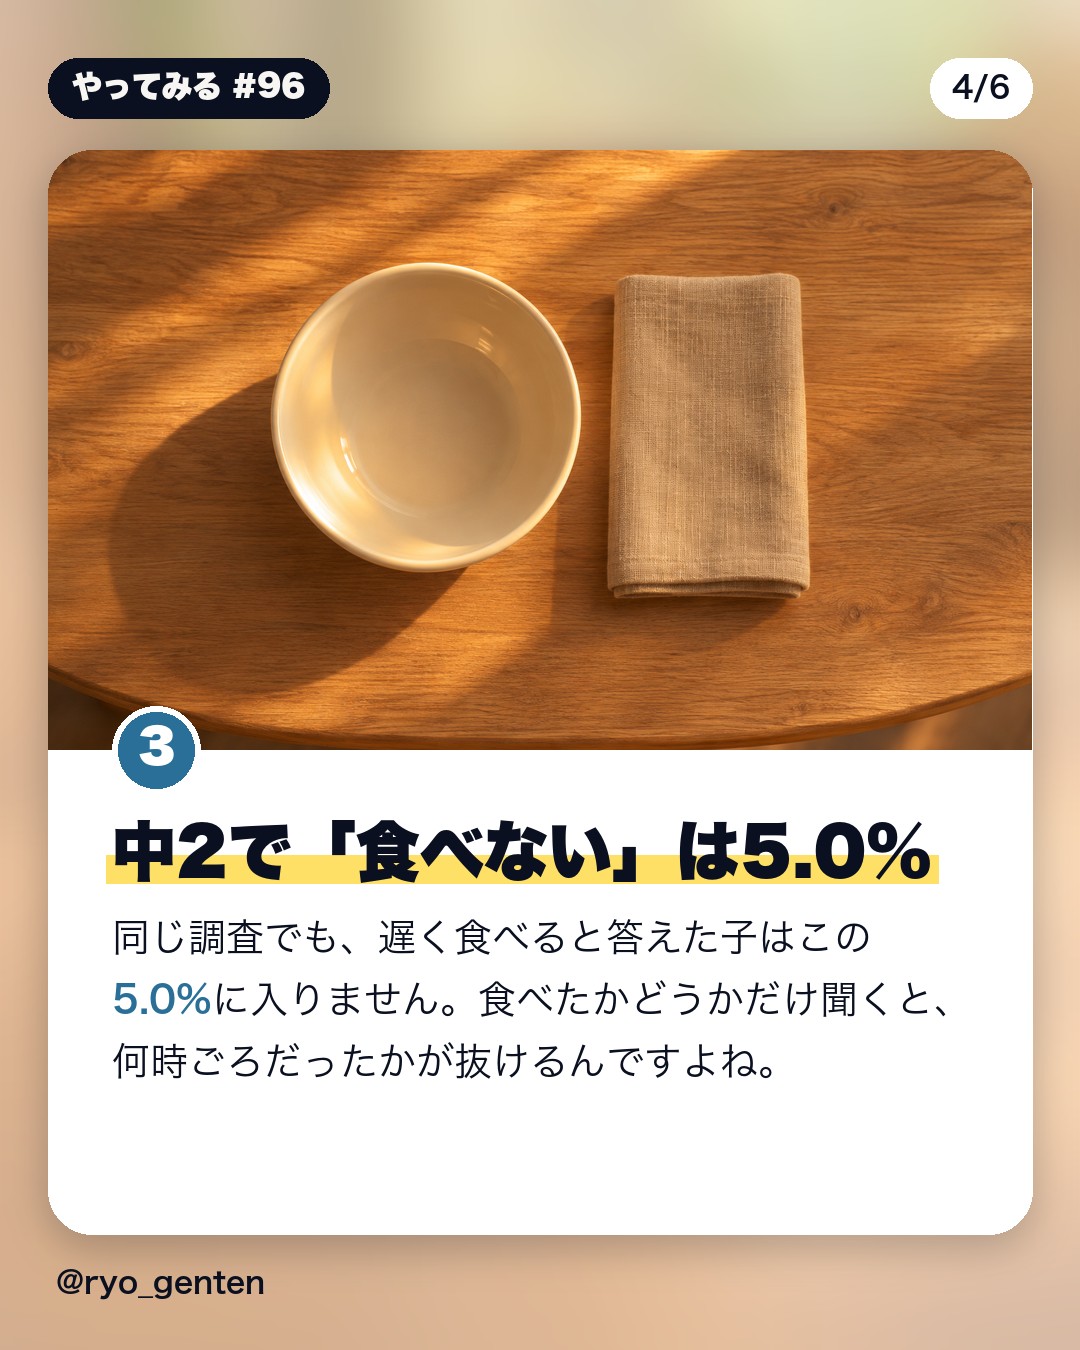 やってみる #96
4/6
3
中2で「食べない」は5.0%
同じ調査でも、遅く食べると答えた子はこの
5.0%に入りません。食べたかどうかだけ聞くと、
何時ごろだったかが抜けるんですよね。
@ryo_genten